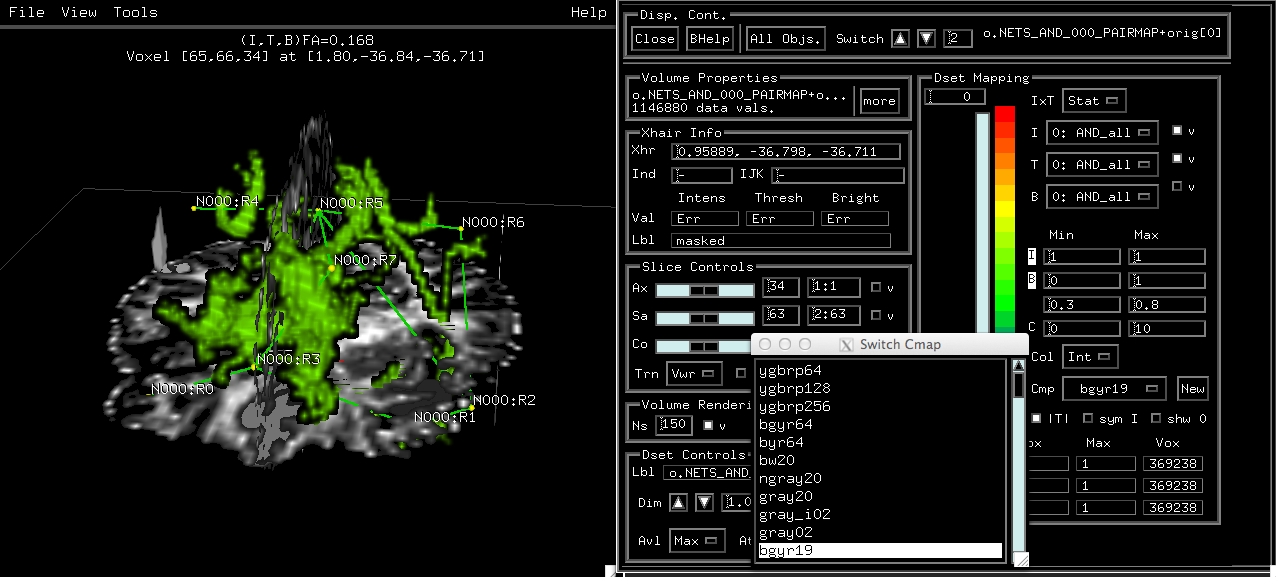 File View Tools Help
(I,T,B)FA=0.168
Voxel [65,66,34] at [1.80,-36.84,-36.71]
N000:R4
N000:R5
N000:R6
N000:R7
N000:R3
N000:R0
N000:R2
N000:R1
Disp. Cont.
Close BHelp All Objs. Switch 2 o.NETS_AND_000_PAIRMAP+orig[0]
Volume Properties
o.NETS_AND_000_PAIRMAP+o...
1146880 data vals.
more
Xhair Info
Xhr 0.95889, -36.798, -36.711
Ind - IJK -
Intens Thresh Bright
Val Err Err Err
Lbl masked
Slice Controls
Ax 34 1:1 v
Sa 63 2:63 v
Co
Trn Vwr
Volume Renderi
Ns 150 v
Dset Controls
Lbl o.NETS_AND_
Dim 1.0
Avl Max At
Dset Mapping
0
IxT Stat
I 0: AND_all v
T 0: AND_all v
B 0: AND_all v
Min Max
I 1 1
B 0 1
0.3 0.8
C 0 10
Col Int
Cmp bgyr19 New
|T| sym I shw 0
ox Max Vox
1 369238
1 369238
1 369238
Switch Cmap
ygbrp64
ygbrp128
ygbrp256
bgyr64
byr64
bw20
ngray20
gray20
gray_i02
gray02
bgyr19